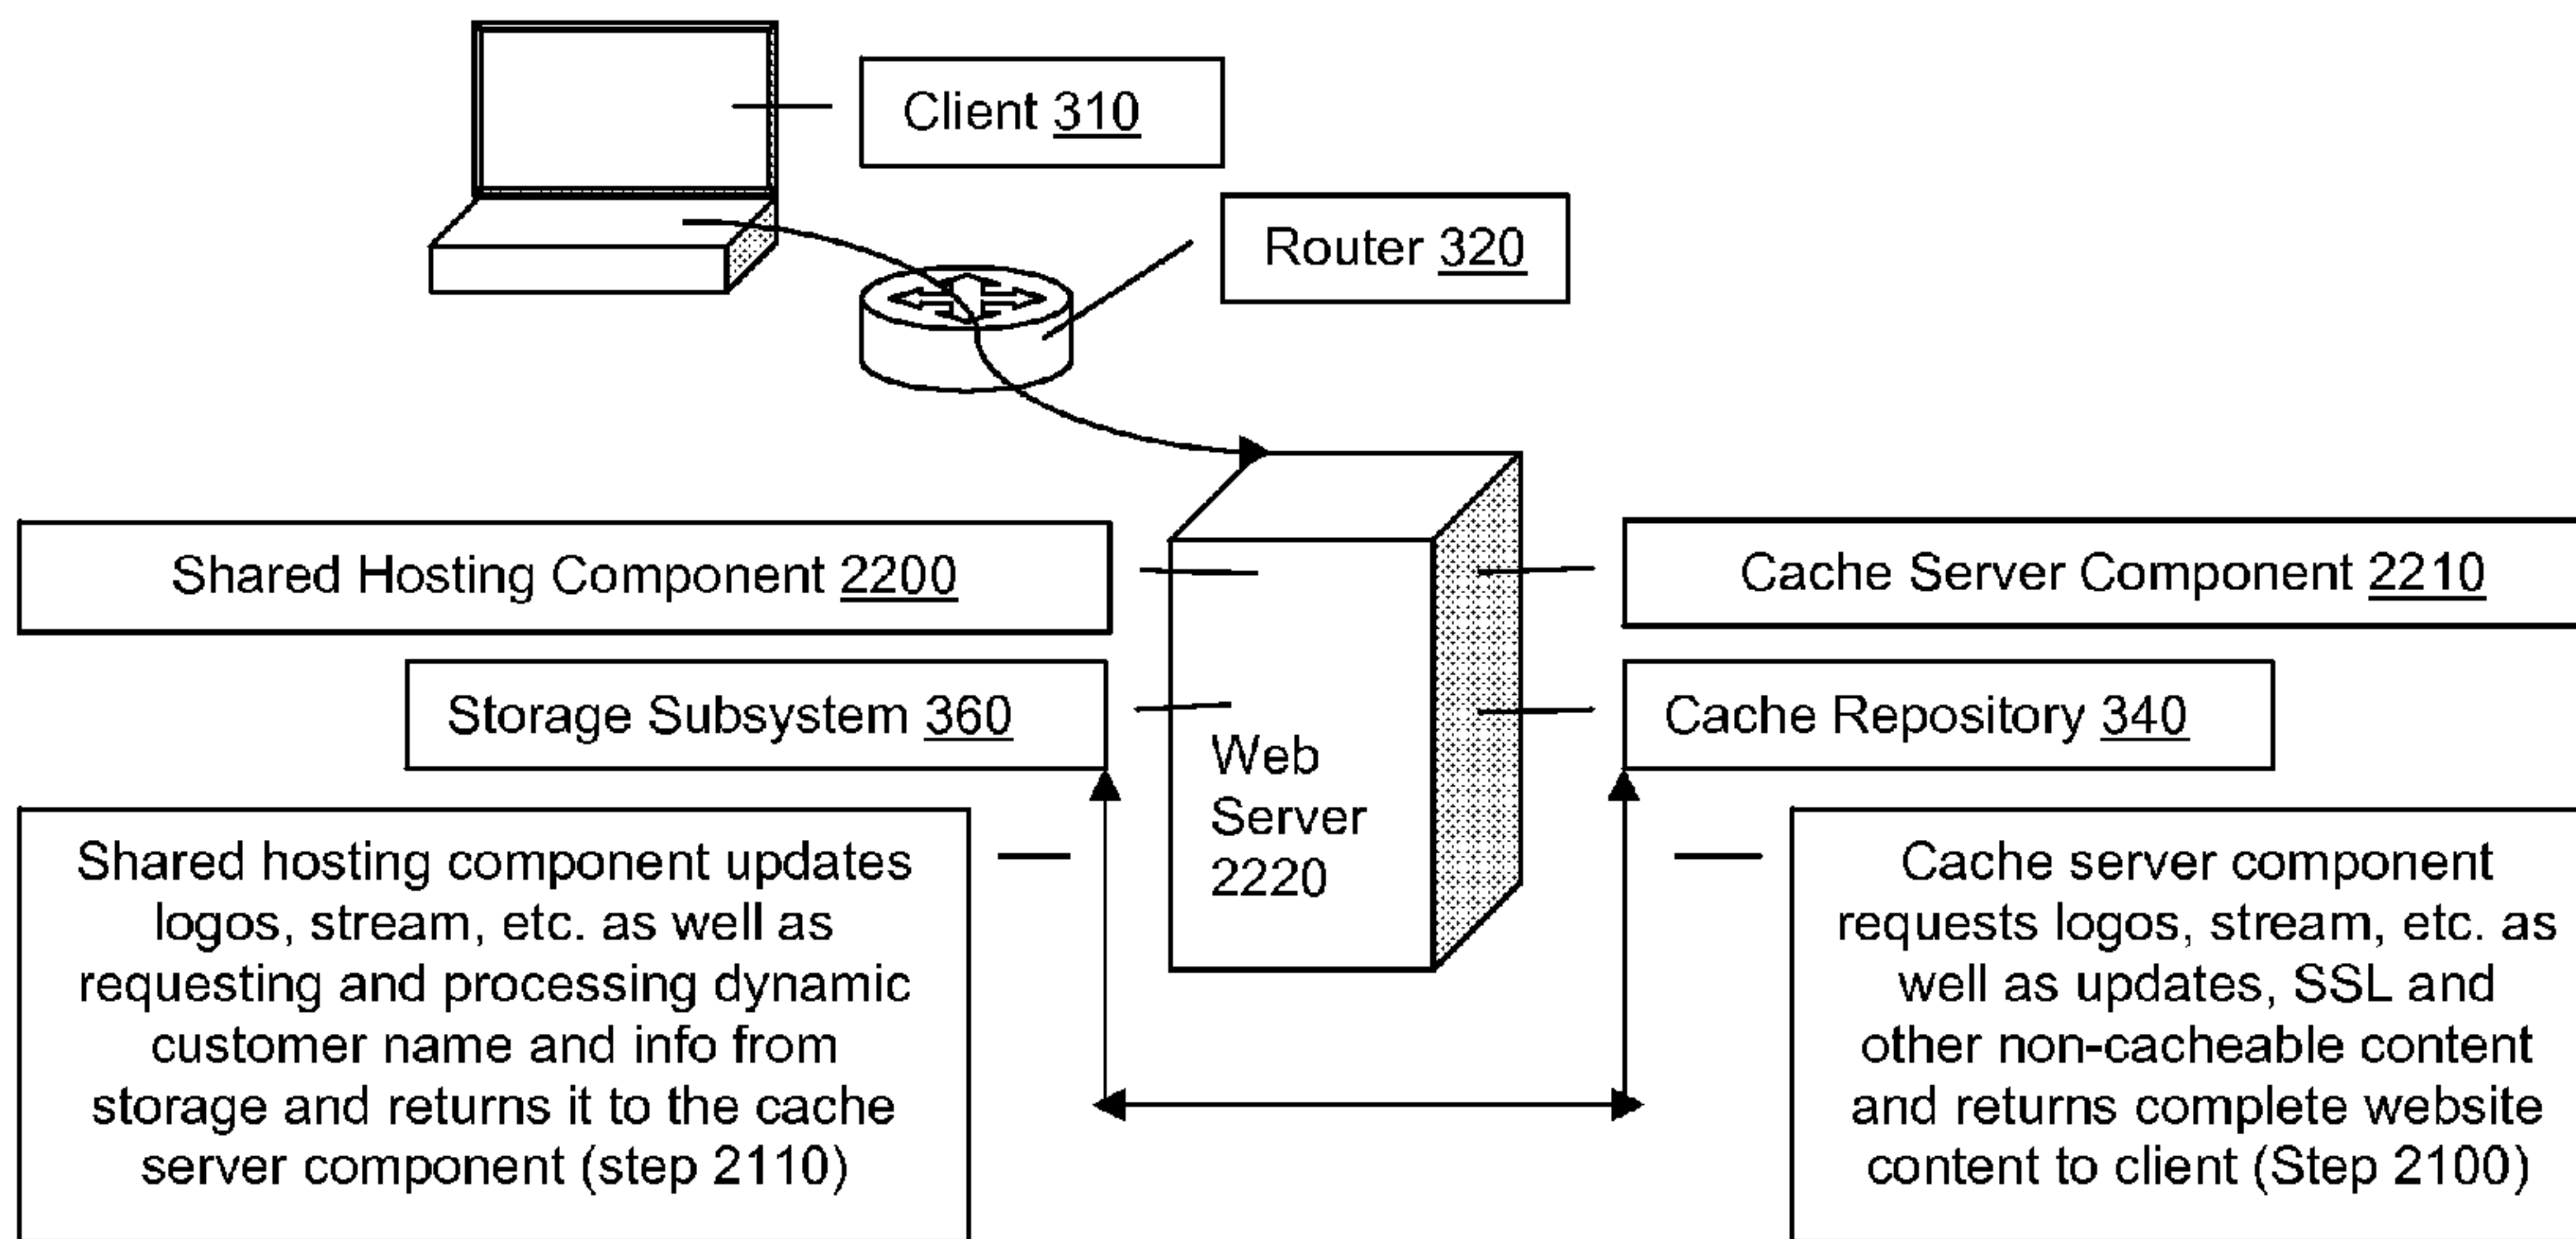 Client 310
Router 320
Shared Hosting Component 2200
Cache Server Component 2210
Storage Subsystem 360
Cache Repository 340
Web
Server
2220
Shared hosting component updates
logos, stream, etc. as well as
requesting and processing dynamic
customer name and info from
storage and returns it to the cache
server component (step 2110)
Cache server component
requests logos, stream, etc. as
well as updates, SSL and
other non-cacheable content
and returns complete website
content to client (Step 2100)